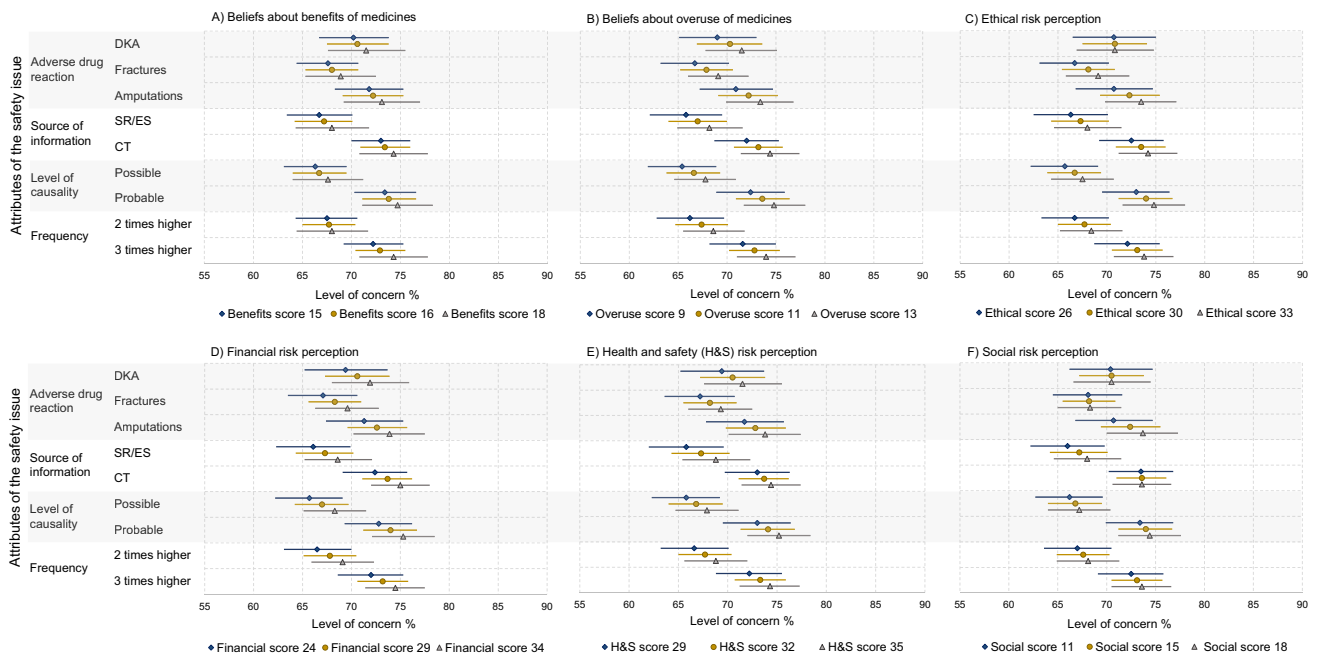 A) Beliefs about benefits of medicines
B) Beliefs about overuse of medicines
C) Ethical risk perception
Attributes of the safety issue
Adverse drug
reaction
DKA
Fractures
Amputations
Source of
information
SR/ES
CT
Level of
causality
Possible
Probable
Frequency
2 times higher
3 times higher
55 60 65 70 75 80 85 90
55 60 65 70 75 80 85 90
55 60 65 70 75 80 85 90
Level of concern %
Level of concern %
Level of concern %
Benefits score 15 Benefits score 16 Benefits score 18
Overuse score 9 Overuse score 11 Overuse score 13
Ethical score 26 Ethical score 30 Ethical score 33
D) Financial risk perception
E) Health and safety (H&S) risk perception
F) Social risk perception
Attributes of the safety issue
Adverse drug
reaction
DKA
Fractures
Amputations
Source of
information
SR/ES
CT
Level of
causality
Possible
Probable
Frequency
2 times higher
3 times higher
55 60 65 70 75 80 85 90
55 60 65 70 75 80 85 90
55 60 65 70 75 80 85 90
Level of concern %
Level of concern %
Level of concern %
Financial score 24 Financial score 29 Financial score 34
H&S score 29 H&S score 32 H&S score 35
Social score 11 Social score 15 Social score 18